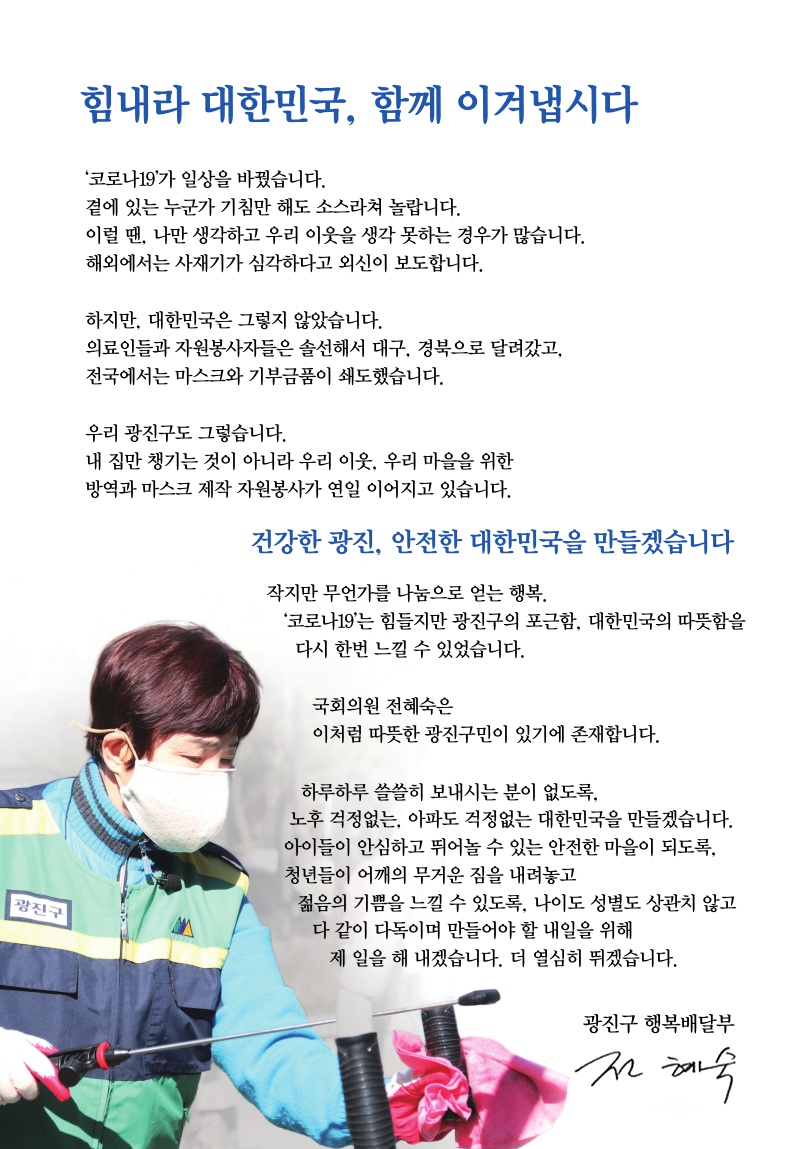 힘내라 대한민국, 함께 이겨냅시다
‘코로나19’가 일상을 바꿨습니다.
곁에 있는 누군가 기침만 해도 소스라쳐 놀랍니다.
이럴 땐, 나만 생각하고 우리 이웃을 생각 못하는 경우가 많습니다.
해외에서는 사재기가 심각하다고 외신이 보도합니다.
하지만, 대한민국은 그렇지 않았습니다.
의료인들과 자원봉사자들은 솔선해서 대구, 경북으로 달려갔고,
전국에서는 마스크와 기부금품이 쇄도했습니다.
우리 광진구도 그렇습니다.
내 집만 챙기는 것이 아니라 우리 이웃, 우리 마을을 위한
방역과 마스크 제작 자원봉사가 연일 이어지고 있습니다.
건강한 광진, 안전한 대한민국을 만들겠습니다
작지만 무언가를 나눔으로 얻는 행복.
‘코로나19’는 힘들지만 광진구의 포근함, 대한민국의 따뜻함을
다시 한번 느낄 수 있었습니다.
국회의원 전혜숙은
이처럼 따뜻한 광진구민이 있기에 존재합니다.
하루하루 쓸쓸히 보내시는 분이 없도록,
노후 걱정없는, 아파도 걱정없는 대한민국을 만들겠습니다.
아이들이 안심하고 뛰어놀 수 있는 안전한 마을이 되도록,
청년들이 어깨의 무거운 짐을 내려놓고
젊음의 기쁨을 느낄 수 있도록, 나이도 성별도 상관치 않고
다 같이 다독이며 만들어야 할 내일을 위해
제 일을 해 내겠습니다. 더 열심히 뛰겠습니다.
광진구
광진구 행복배달부
전혜숙